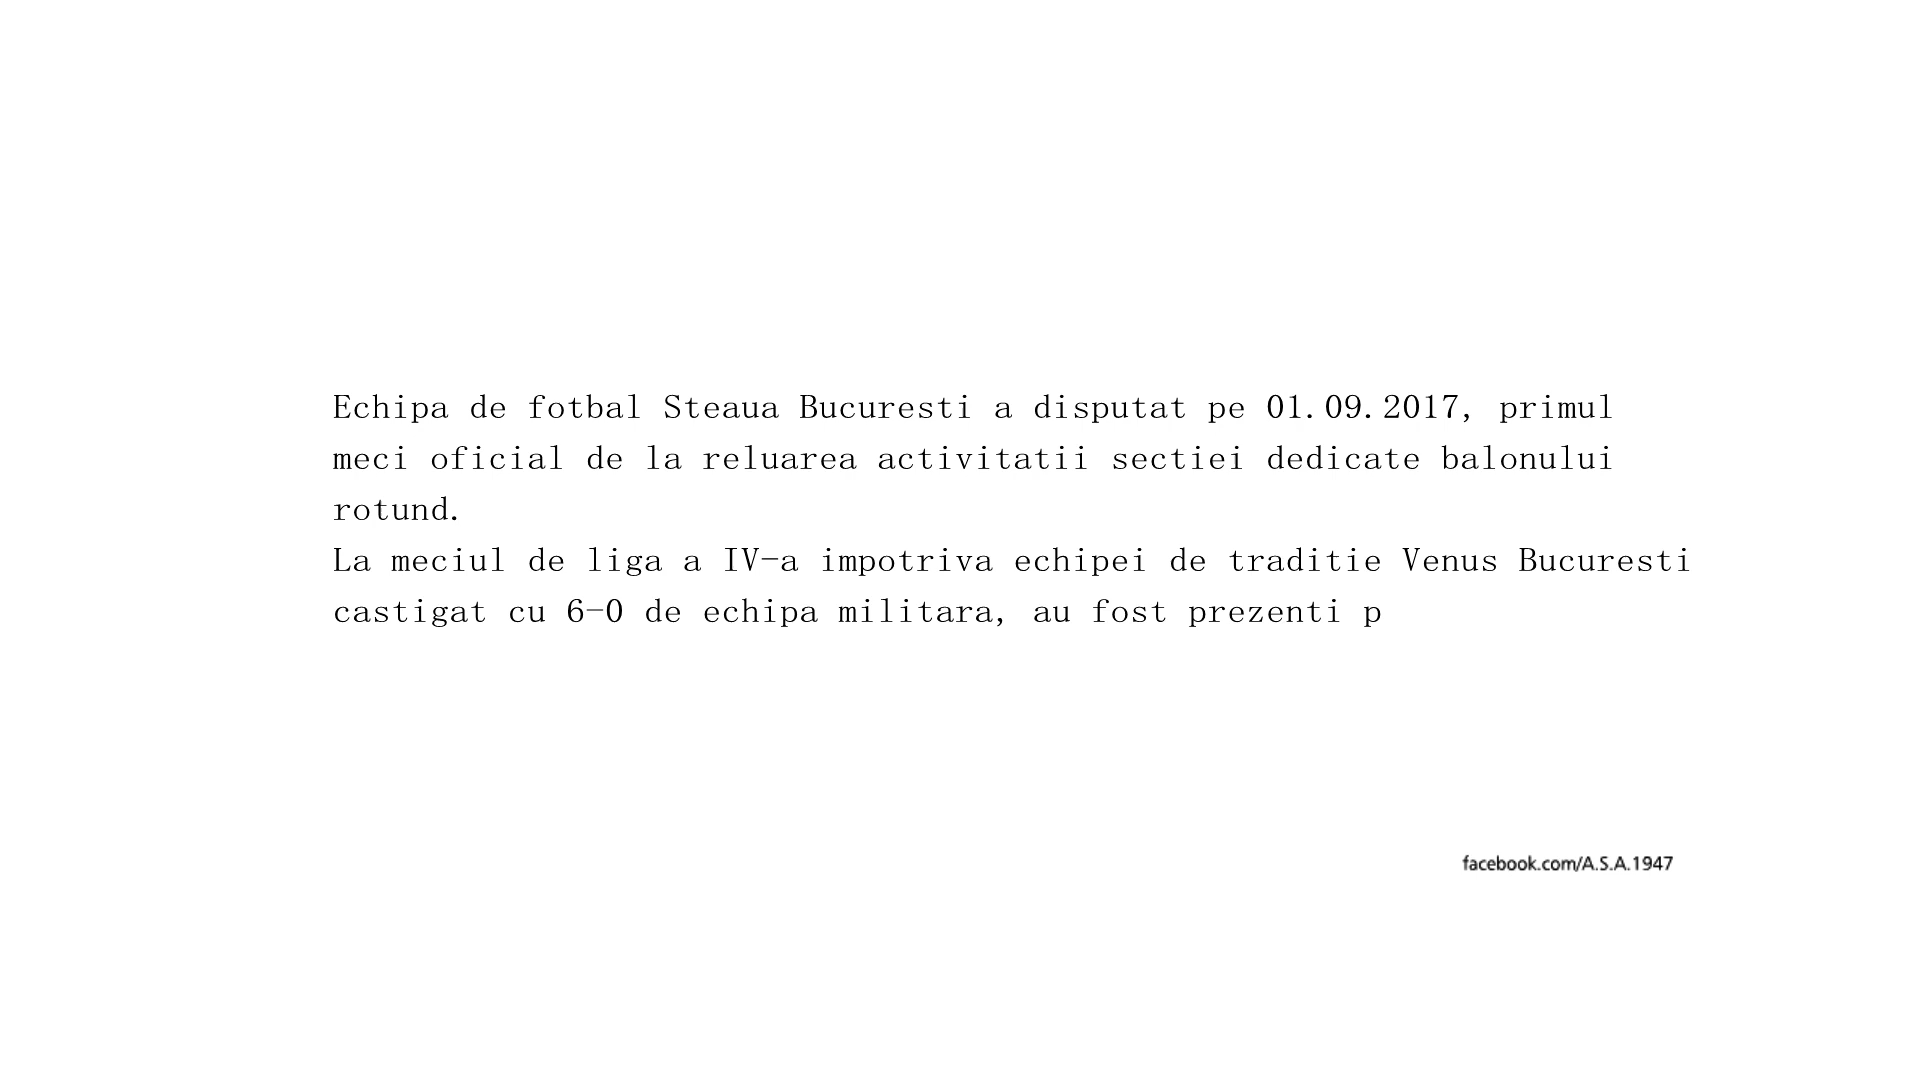 Echipa de fotbal Steaua Bucuresti a disputat pe 01.09.2017, primul
meci oficial de la reluarea activitatii sectiei dedicate balonului
rotund.
La meciul de liga a IV-a impotriva echipei de traditie Venus Bucuresti
castigat cu 6-0 de echipa militara, au fost prezenti p
facebook.com/A.S.A.1947